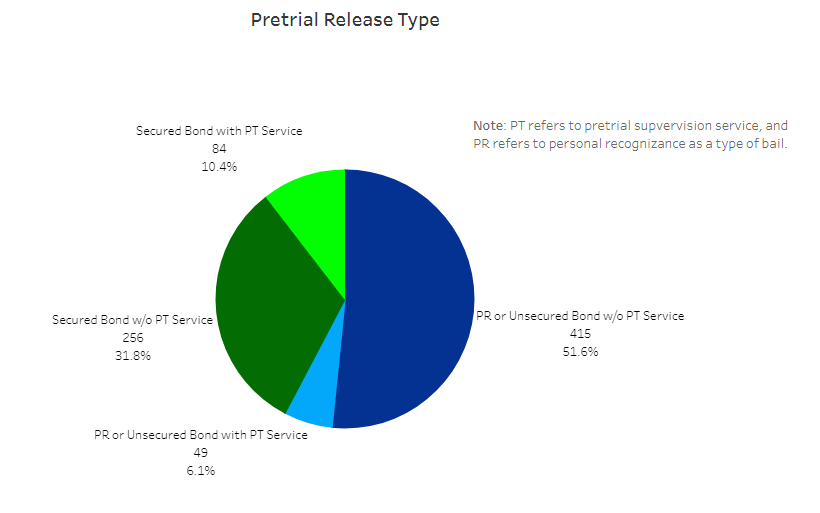 Pretrial Release Type
Note: PT refers to pretrial supvervision service, and
PR refers to personal recognizance as a type of bail.
Secured Bond with PT Service
84
10.4%
PR or Unsecured Bond w/o PT Service
415
51.6%
Secured Bond w/o PT Service
256
31.8%
PR or Unsecured Bond with PT Service
49
6.1%